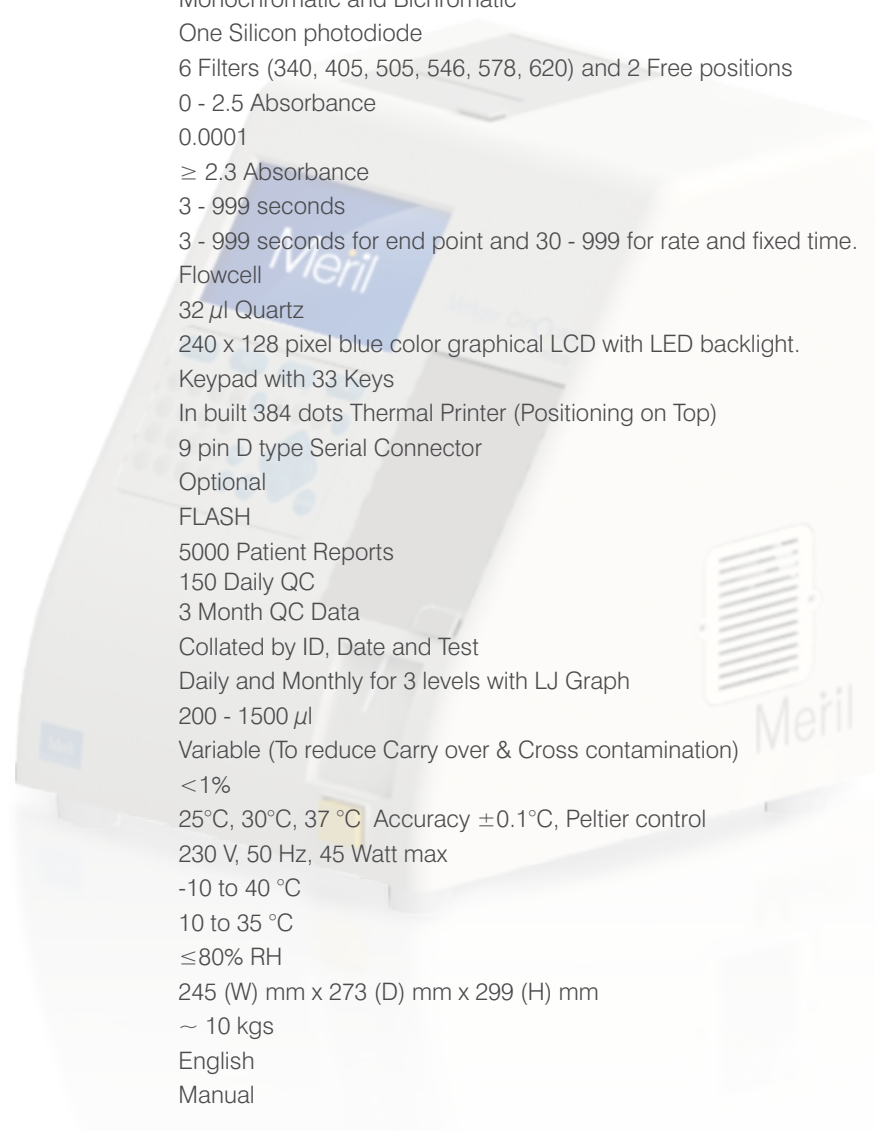 Monochromatic and Bichromatic
One Silicon photodiode
6 Filters (340, 405, 505, 546, 578, 620) and 2 Free positions
0 - 2.5 Absorbance
0.0001
≥ 2.3 Absorbance
3 - 999 seconds
3 - 999 seconds for end point and 30 - 999 for rate and fixed time.
Meril
Flowcell
32 µl Quartz
240 x 128 pixel blue color graphical LCD with LED backlight.
Keypad with 33 Keys
In built 384 dots Thermal Printer (Positioning on Top)
9 pin D type Serial Connector
Optional
FLASH
5000 Patient Reports
150 Daily QC
3 Month QC Data
Collated by ID, Date and Test
Daily and Monthly for 3 levels with LJ Graph
200 - 1500 µl
Meril
Variable (To reduce Carry over & Cross contamination)
<1%
25°C, 30°C, 37 °C Accuracy ±0.1°C, Peltier control
230 V, 50 Hz, 45 Watt max
-10 to 40 °C
10 to 35 °C
≤80% RH
245 (W) mm x 273 (D) mm x 299 (H) mm
~ 10 kgs
English
Manual